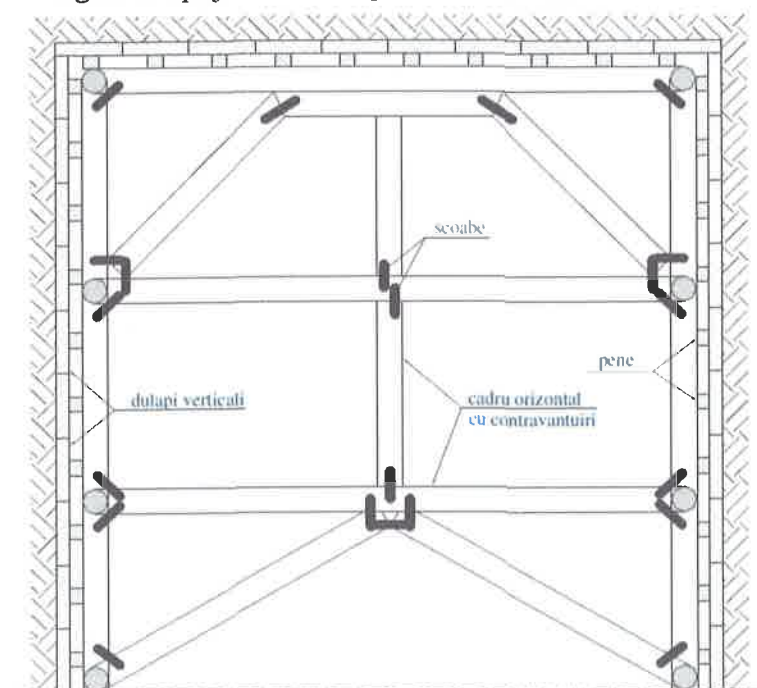 scoabe
pene
dulapi verticali
cadru orizontal
cu contravantuiri